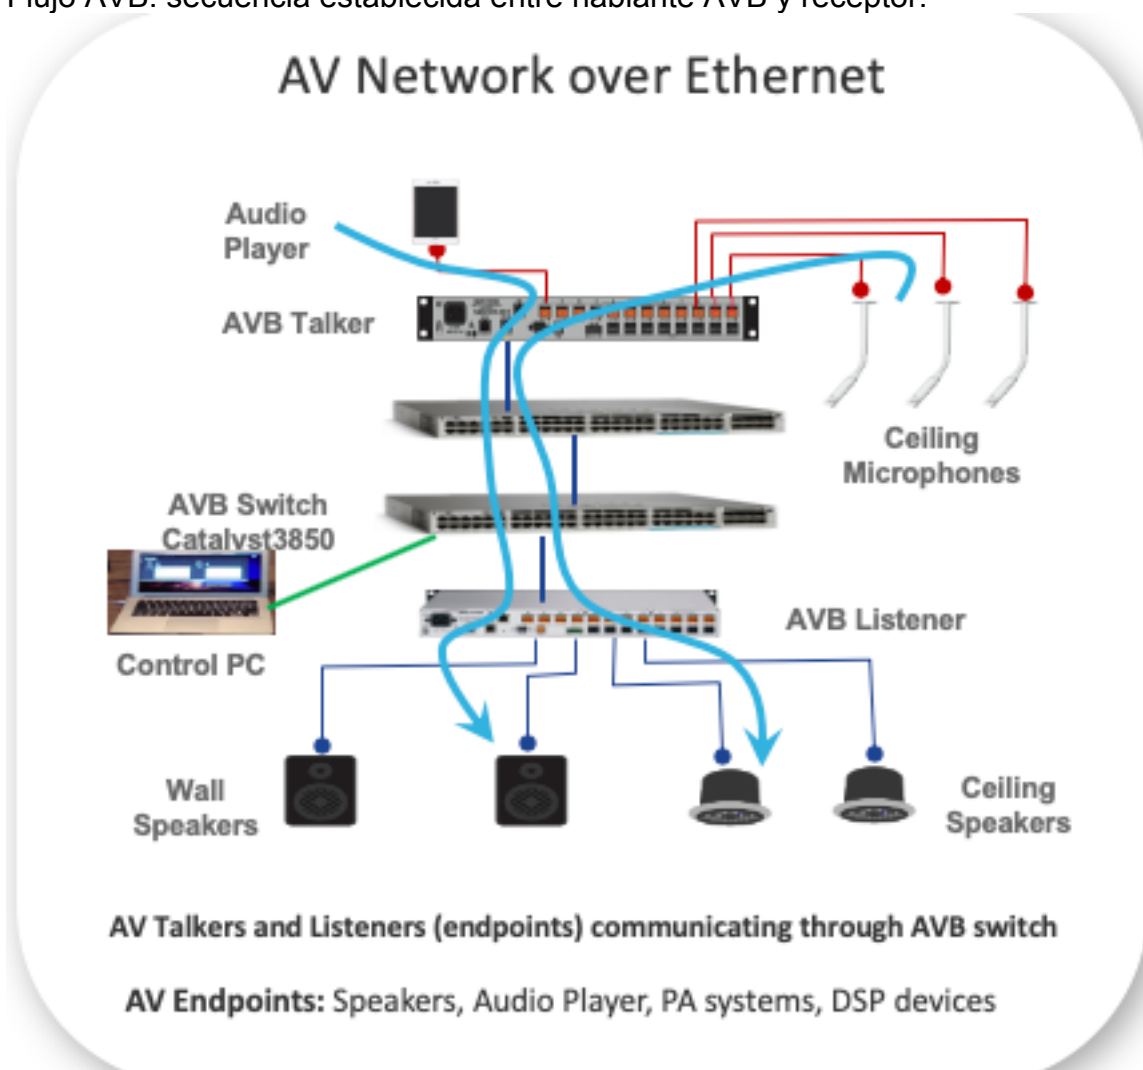 Flujo AVB: secuencia establecida entre hablante AVB y receptor.
AV Network over Ethernet
Audio
Player
AVB Talker
Ceiling
Microphones
AVB Switch
Catalyst3850
AVB Listener
Control PC
Wall
Speakers
Ceiling
Speakers
AV Talkers and Listeners (endpoints) communicating through AVB switch
AV Endpoints: Speakers, Audio Player, PA systems, DSP devices